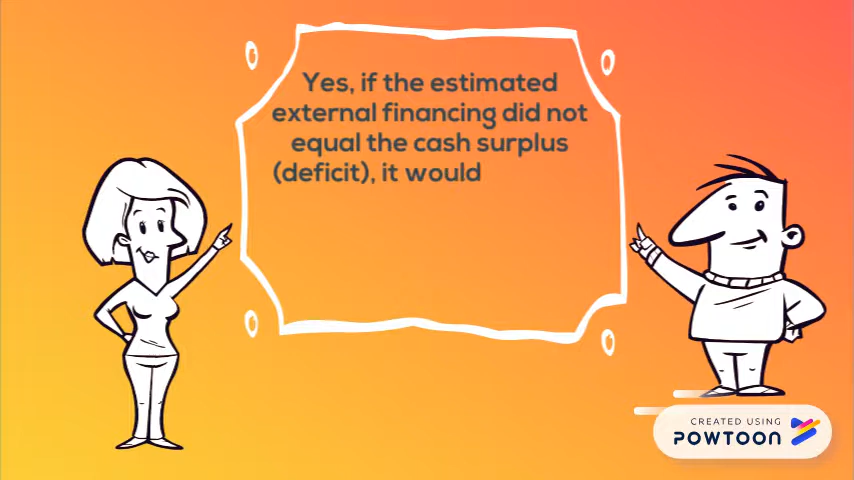 Yes, if the estimated
external financing did not
equal the cash surplus
(deficit), it would
CREATED USING
POWTOON